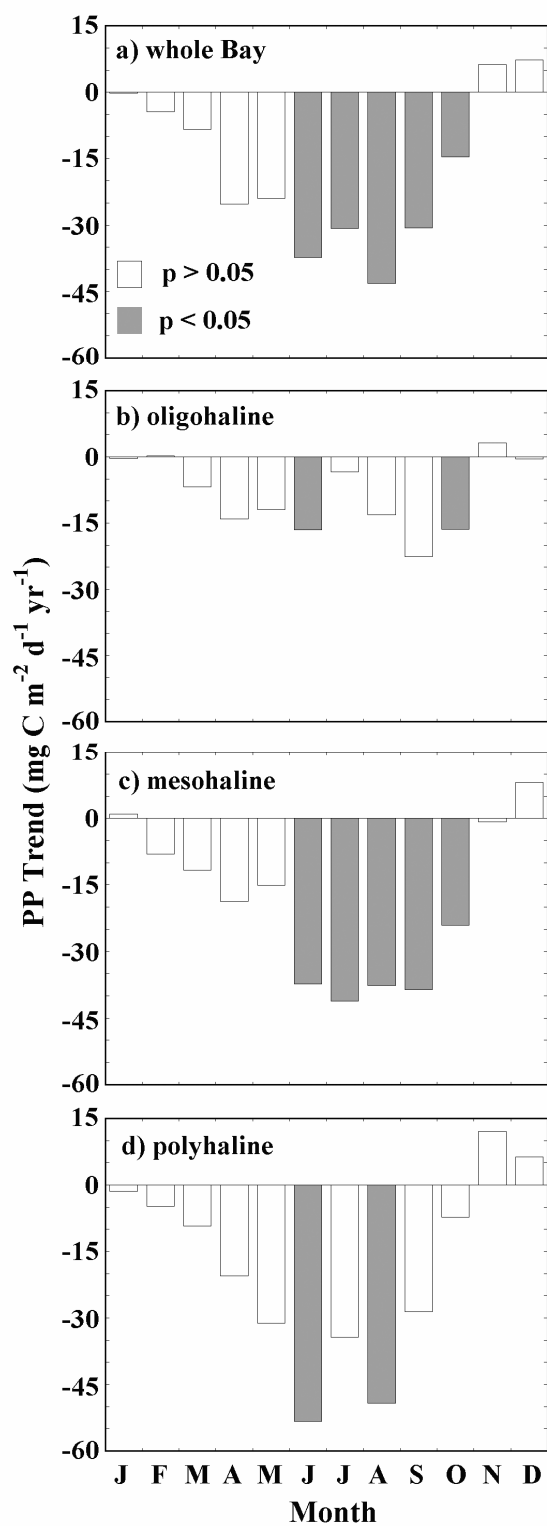 15
a) whole Bay
0
-15
-30
p > 0.05
-45
p < 0.05
-60
15
b) oligohaline
0
-15
-30
-45
-60
PP Trend (mg C m⁻² d⁻¹ yr⁻¹)
15
c) mesohaline
0
-15
-30
-45
-60
15
d) polyhaline
0
-15
-30
-45
-60
J F M A M J J A S O N D
Month